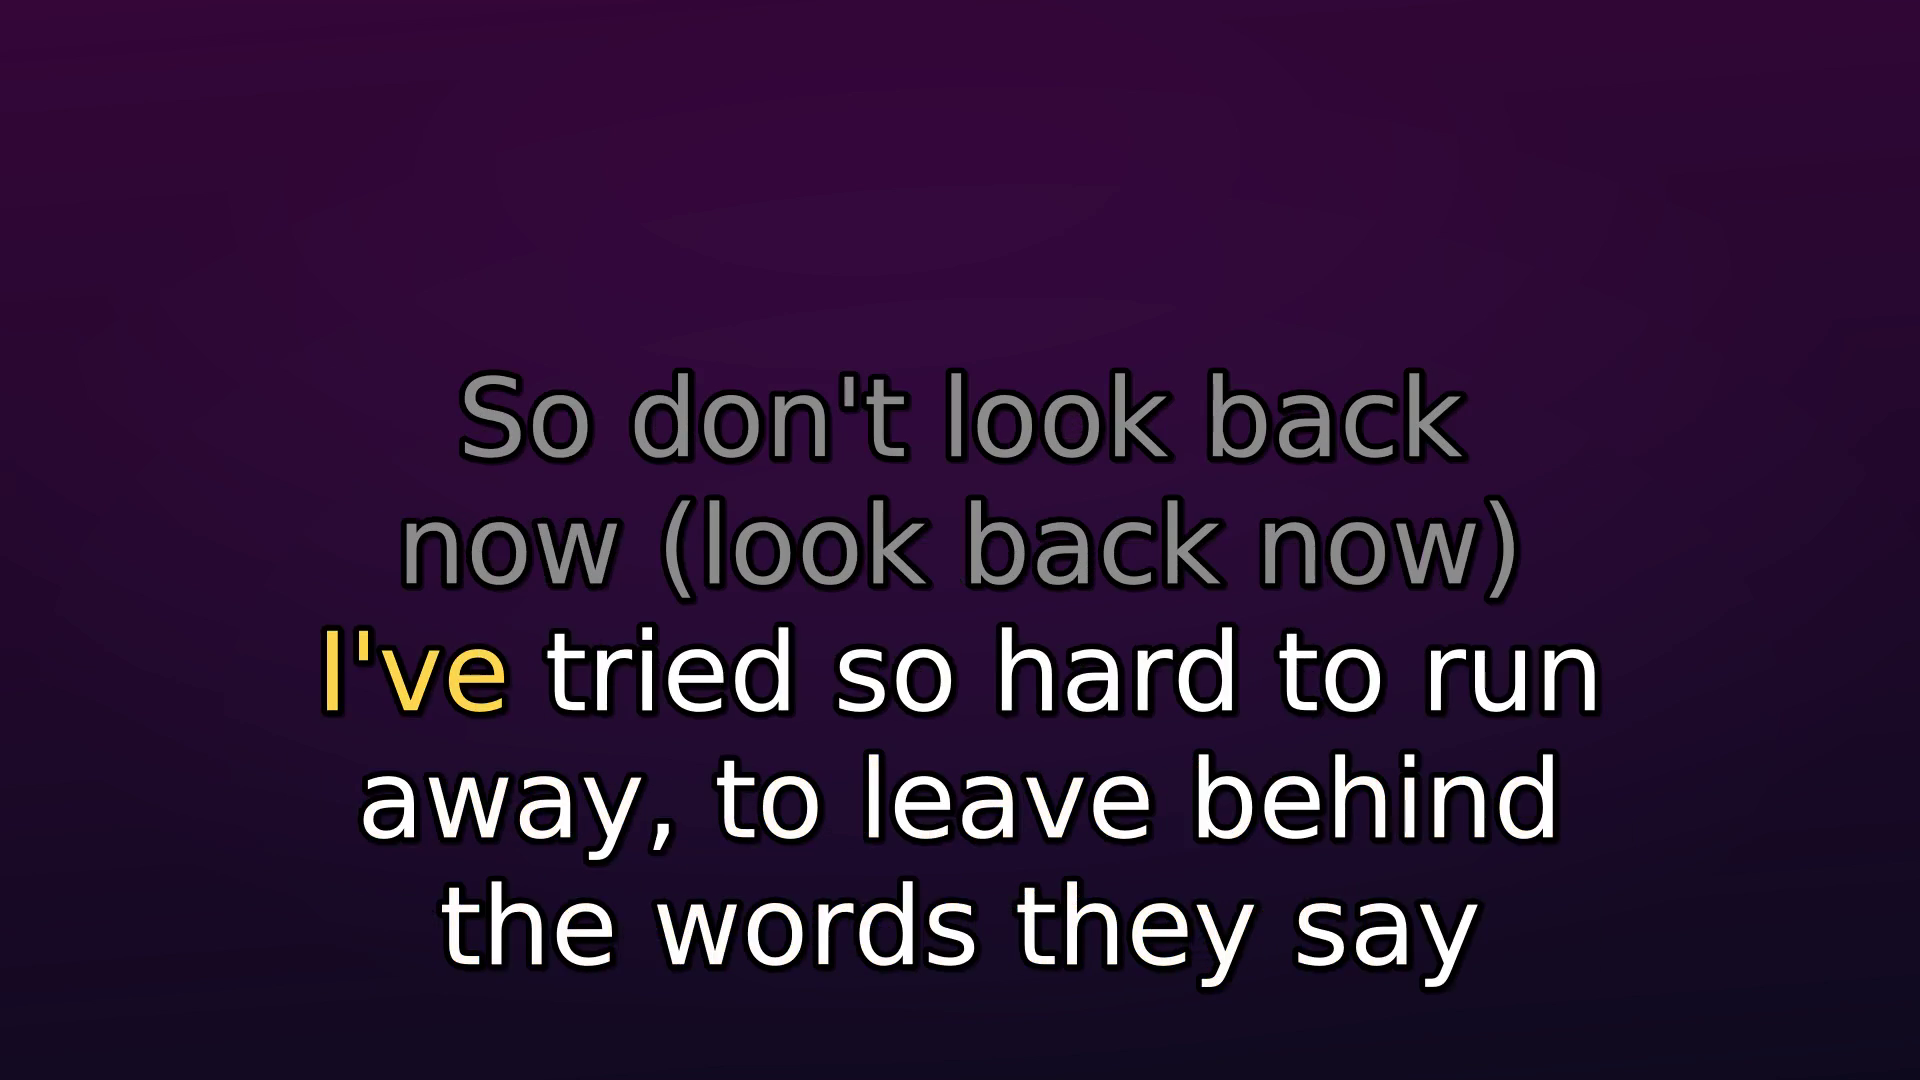 So don't look back
now (look back now)
I've tried so hard to run
away, to leave behind
the words they say